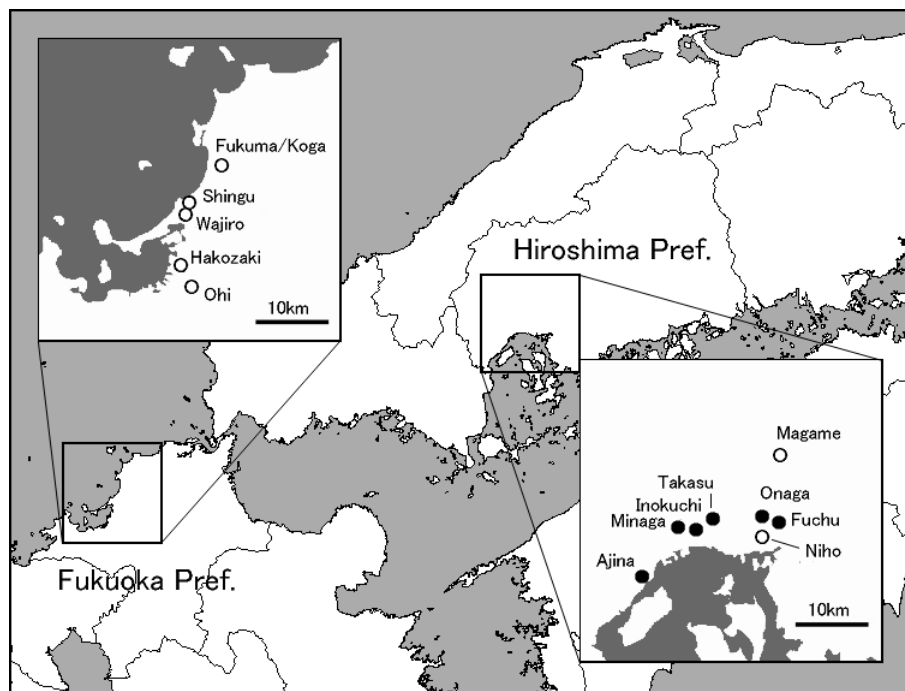 Fukuma/Koga
Shingu
Wajiro
Hakozaki
Ohi
10km
Hiroshima Pref.
Fukuoka Pref.
Magame
Takasu
Inokuchi
Onaga
Minaga
Fuchu
Niho
Ajina
10km